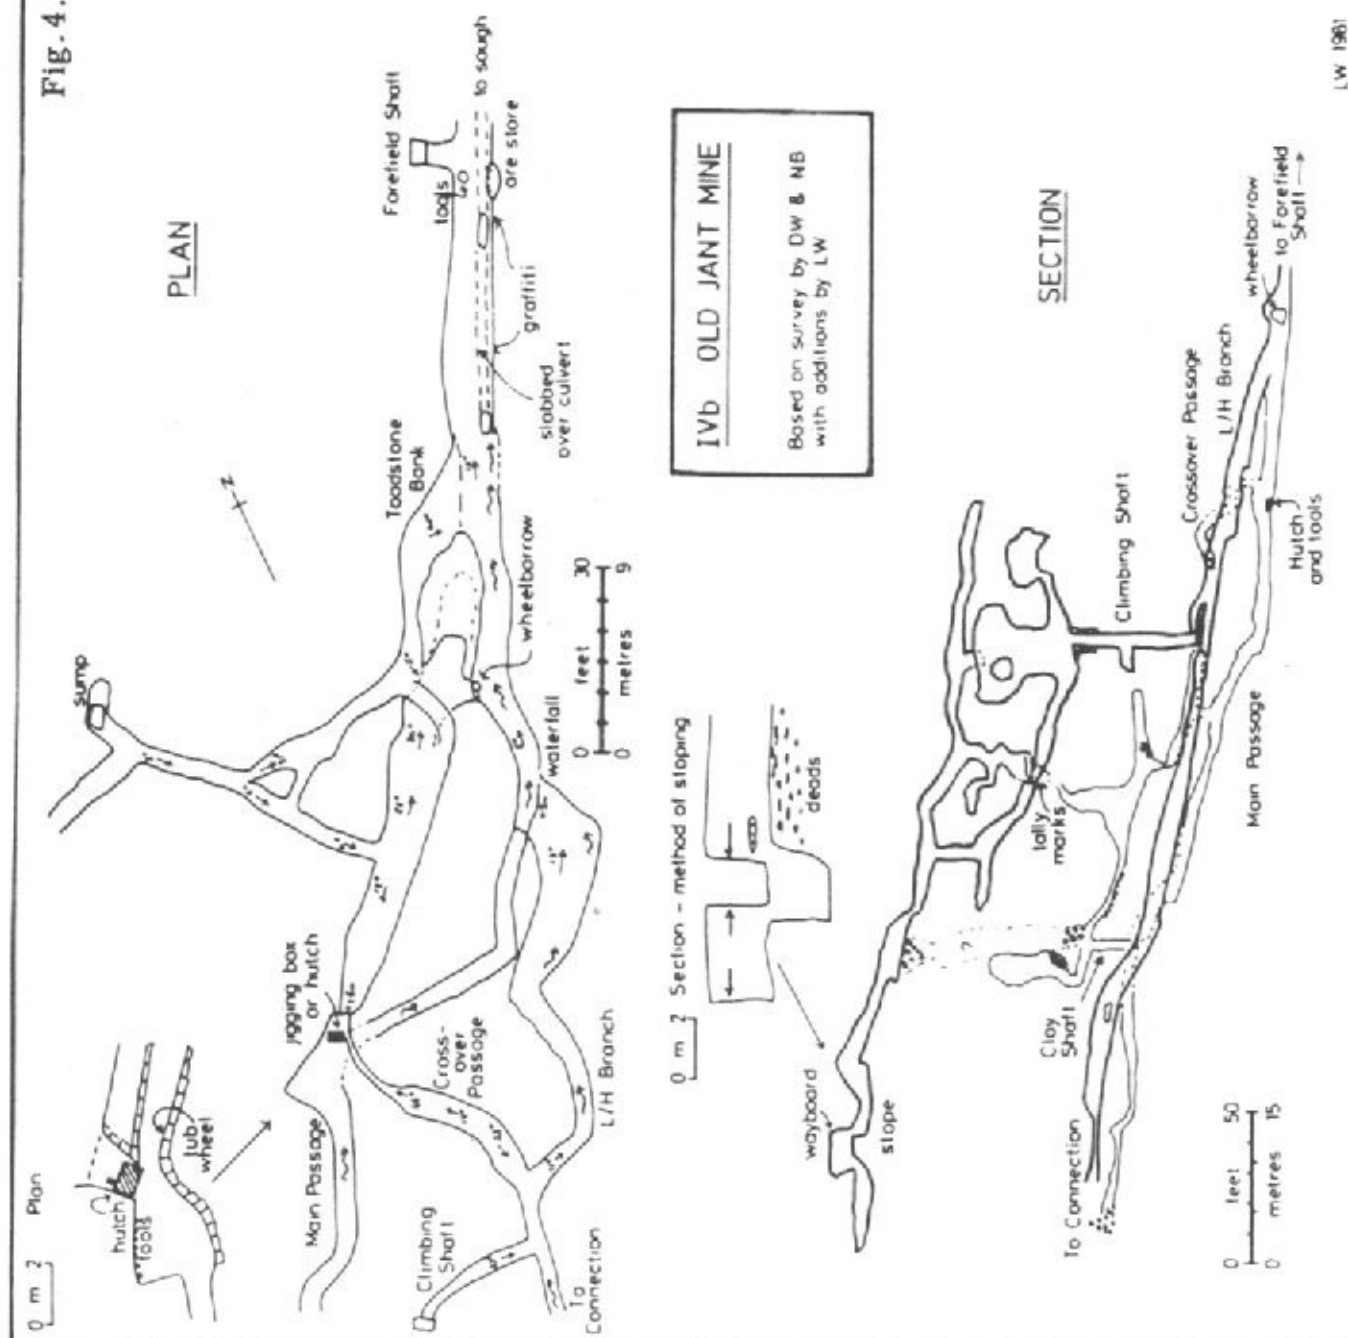 Fig. 4.
PLAN
Forefield Shaft
tools
to sough
ore store
graffiti
slabbed
over culvert
Toadstone
Bank
N
wheelbarrow
sump
waterfall
0 feet 30
0 metres 9
jigging box
or hutch
Cross-
over
Passage
L/H Branch
Main Passage
Climbing
Shaft
To
Connection
0 m 2 Plan
hutch
tools
tub
wheel
IVb OLD JANT MINE
Based on survey by DW & NB
with additions by LW
0 m 2 Section - method of stoping
deads
wayboard
stope
SECTION
wheelbarrow
to Forefield
Shaft
L/H Branch
Crossover Passage
Climbing Shaft
Hutch
and tools
Main Passage
tally
marks
?
Clay
Shaft
To Connection
0 feet 50
0 metres 15
LW 1981